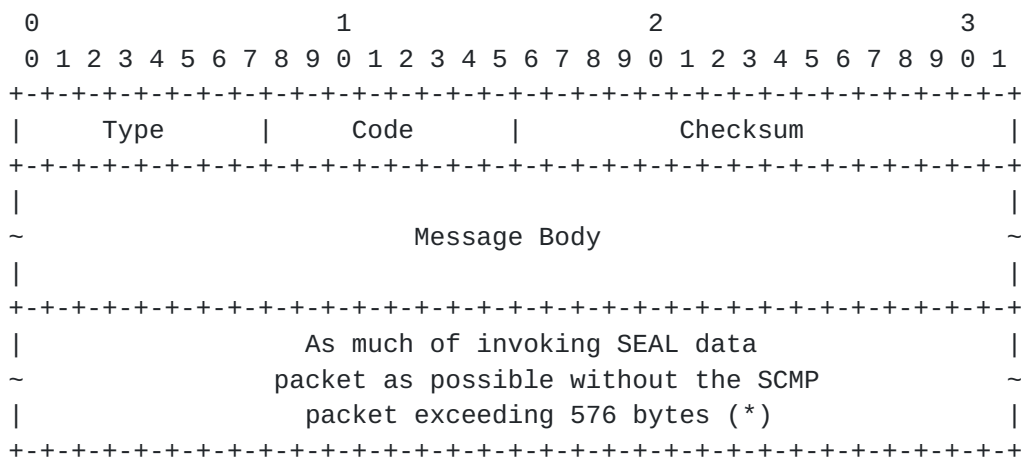 0                   1                   2                   3
 0 1 2 3 4 5 6 7 8 9 0 1 2 3 4 5 6 7 8 9 0 1 2 3 4 5 6 7 8 9 0 1
+-+-+-+-+-+-+-+-+-+-+-+-+-+-+-+-+-+-+-+-+-+-+-+-+-+-+-+-+-+-+-+-+
|     Type      |     Code      |          Checksum             |
+-+-+-+-+-+-+-+-+-+-+-+-+-+-+-+-+-+-+-+-+-+-+-+-+-+-+-+-+-+-+-+-+
|                                                               |
~                         Message Body                          ~
|                                                               |
+-+-+-+-+-+-+-+-+-+-+-+-+-+-+-+-+-+-+-+-+-+-+-+-+-+-+-+-+-+-+-+-+
|                  As much of invoking SEAL data                |
~                packet as possible without the SCMP            ~
|                  packet exceeding 576 bytes (*)               |
+-+-+-+-+-+-+-+-+-+-+-+-+-+-+-+-+-+-+-+-+-+-+-+-+-+-+-+-+-+-+-+-+